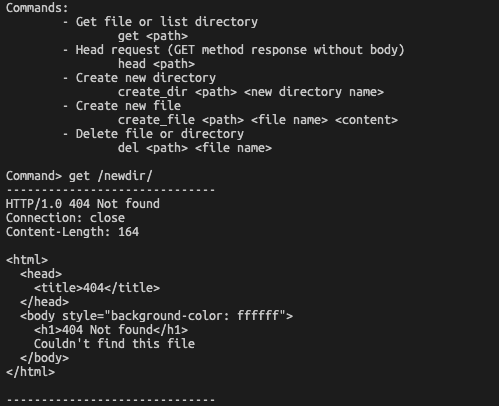 Commands:
        - Get file or list directory
                get <path>
        - Head request (GET method response without body)
                head <path>
        - Create new directory
                create_dir <path> <new directory name>
        - Create new file
                create_file <path> <file name> <content>
        - Delete file or directory
                del <path> <file name>

Command> get /newdir/
------------------------------
HTTP/1.0 404 Not found
Connection: close
Content-Length: 164

<html>
  <head>
    <title>404</title>
  </head>
  <body style="background-color: ffffff">
    <h1>404 Not found</h1>
    Couldn't find this file
  </body>
</html>

------------------------------